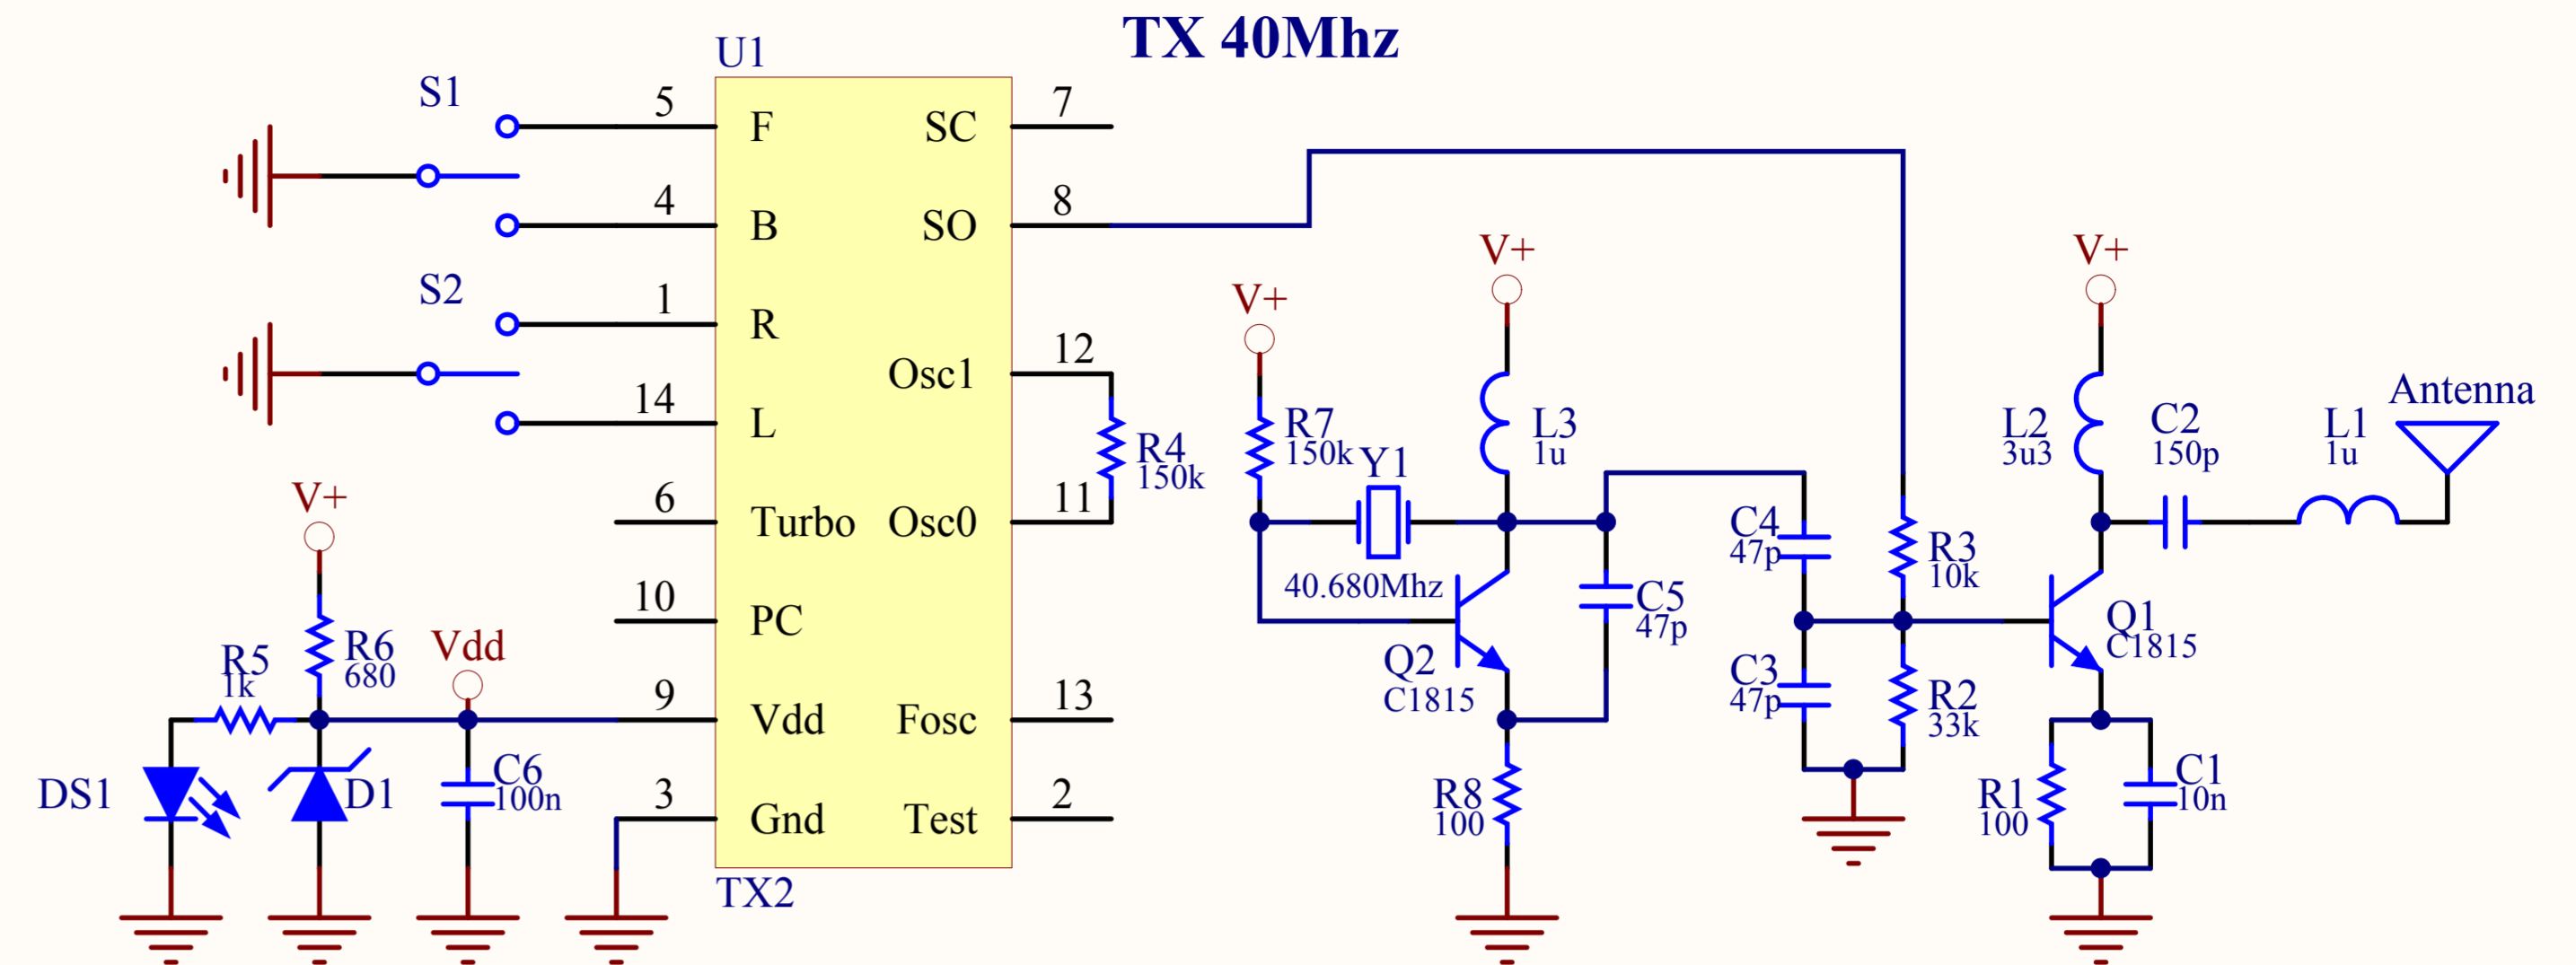 TX 40Mhz
U1
S1
5
F
SC
7
4
B
SO
8
S2
1
R
Osc1
12
14
L
R4
150k
6
Turbo
Osc0
11
10
PC
V+
R6
680
R5
1k
Vdd
9
Vdd
Fosc
13
DS1
D1
C6
100n
3
Gnd
Test
2
TX2
V+
R7
150k
Y1
40.680Mhz
V+
L3
1u
Q2
C1815
C5
47p
R8
100
C4
47p
C3
47p
R3
10k
R2
33k
V+
L2
3u3
C2
150p
L1
1u
Antenna
Q1
C1815
R1
100
C1
10n